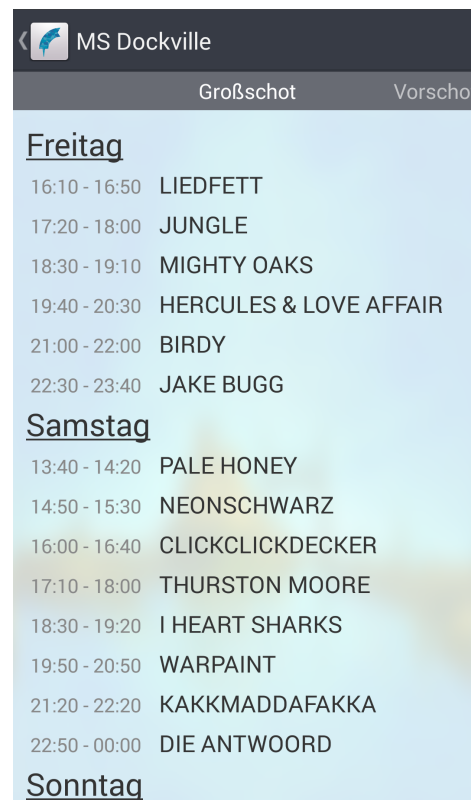 MS Dockville
Großschot Vorscho
Freitag
16:10 - 16:50 LIEDFETT
17:20 - 18:00 JUNGLE
18:30 - 19:10 MIGHTY OAKS
19:40 - 20:30 HERCULES & LOVE AFFAIR
21:00 - 22:00 BIRDY
22:30 - 23:40 JAKE BUGG
Samstag
13:40 - 14:20 PALE HONEY
14:50 - 15:30 NEONSCHWARZ
16:00 - 16:40 CLICKCLICKDECKER
17:10 - 18:00 THURSTON MOORE
18:30 - 19:20 I HEART SHARKS
19:50 - 20:50 WARPAINT
21:20 - 22:20 KAKKMADDAFAKKA
22:50 - 00:00 DIE ANTWOORD
Sonntag